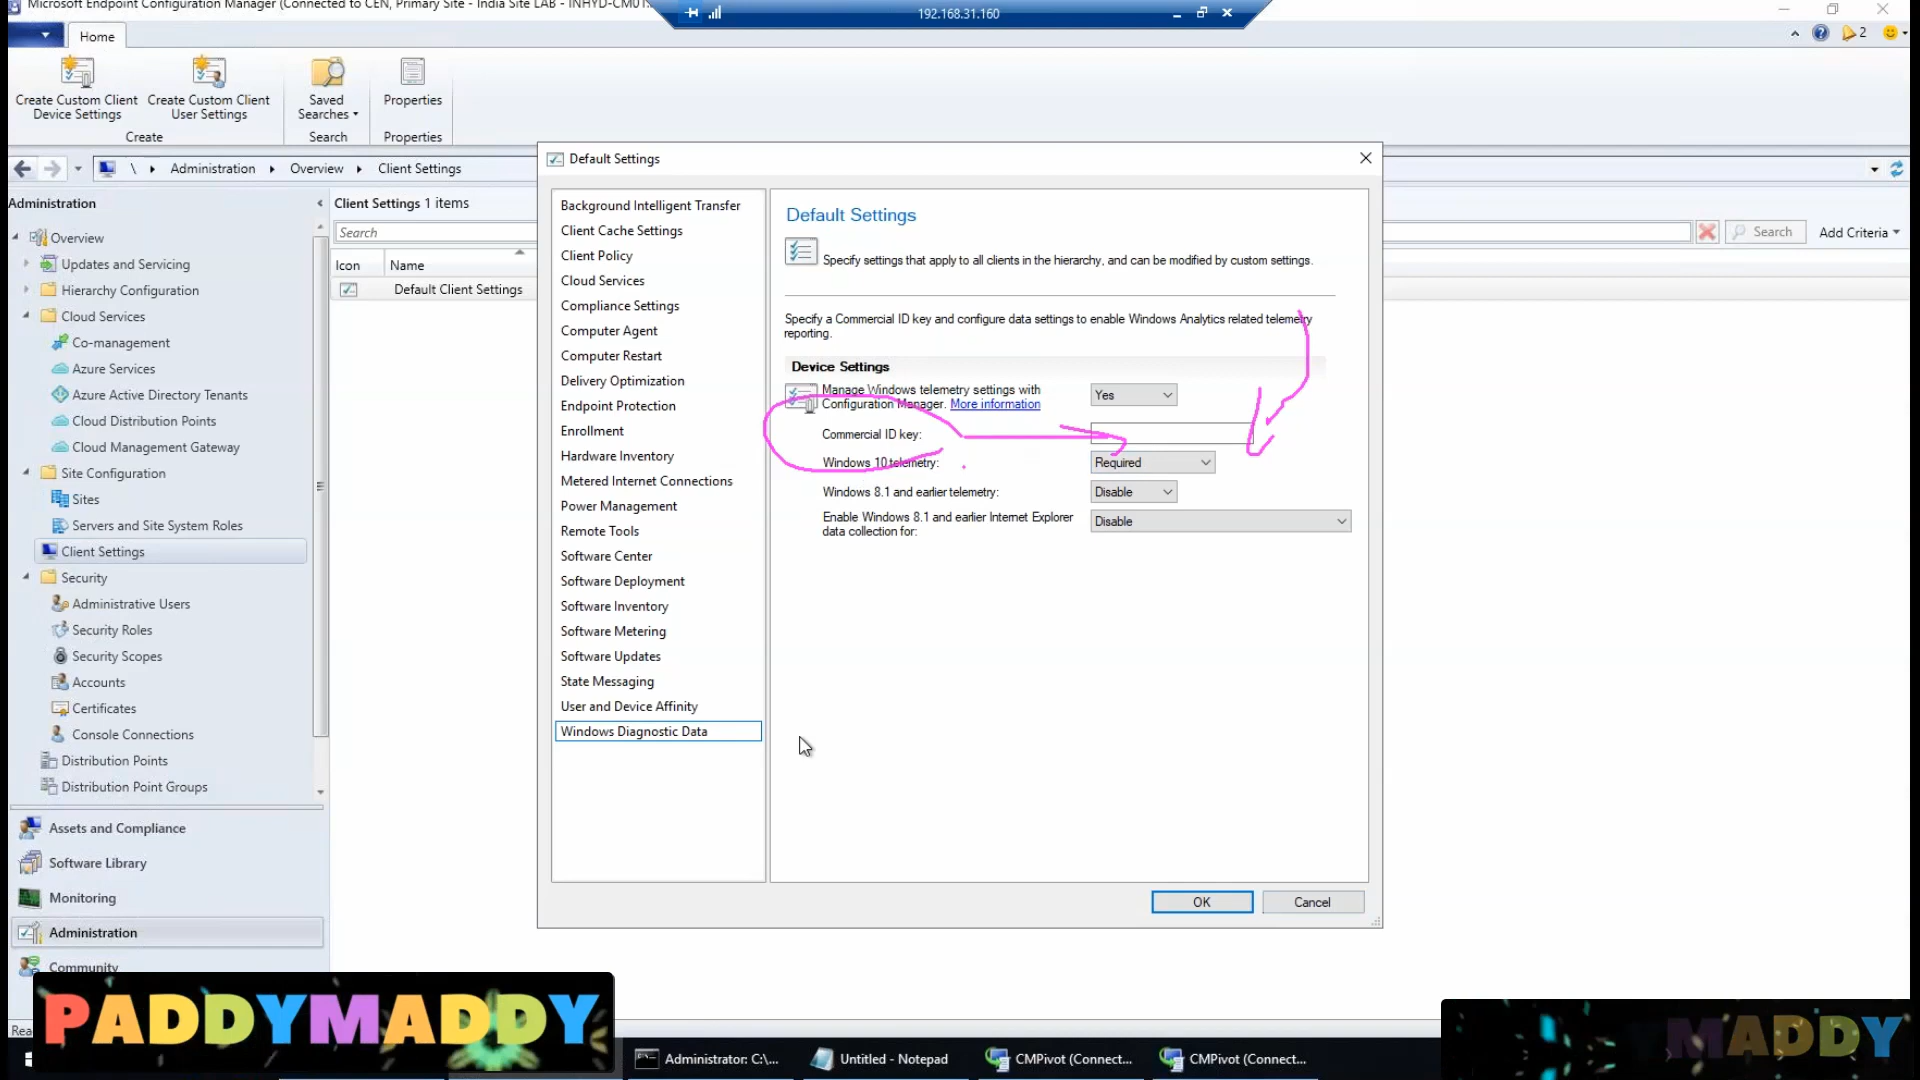 Microsoft Endpoint Configuration Manager (Connected to CEN, Primary Site - India Site LAB - INHYD-CM01.
192.168.31.160
Home
2
Create Custom Client Device Settings
Create Custom Client User Settings
Saved Searches
Properties
Create
Search
Properties
\ Administration Overview Client Settings
Administration
Overview
Updates and Servicing
Hierarchy Configuration
Cloud Services
Co-management
Azure Services
Azure Active Directory Tenants
Cloud Distribution Points
Cloud Management Gateway
Site Configuration
Sites
Servers and Site System Roles
Client Settings
Security
Administrative Users
Security Roles
Security Scopes
Accounts
Certificates
Console Connections
Distribution Points
Distribution Point Groups
Assets and Compliance
Software Library
Monitoring
Administration
Community
Client Settings 1 items
Search
Search
Add Criteria
Icon Name
Default Client Settings
Default Settings
Background Intelligent Transfer
Client Cache Settings
Client Policy
Cloud Services
Compliance Settings
Computer Agent
Computer Restart
Delivery Optimization
Endpoint Protection
Enrollment
Hardware Inventory
Metered Internet Connections
Power Management
Remote Tools
Software Center
Software Deployment
Software Inventory
Software Metering
Software Updates
State Messaging
User and Device Affinity
Windows Diagnostic Data
Default Settings
Specify settings that apply to all clients in the hierarchy, and can be modified by custom settings.
Specify a Commercial ID key and configure data settings to enable Windows Analytics related telemetry
reporting.
Device Settings
Manage Windows telemetry settings with
Configuration Manager. More information
Yes
Commercial ID key:
Windows 10 telemetry: Required
Windows 8.1 and earlier telemetry: Disable
Enable Windows 8.1 and earlier Internet Explorer
data collection for:
Disable
OK
Cancel
Rea
PADDYMADDY
MADDY
Administrator: C:\...
Untitled - Notepad
CMPivot (Connect...
CMPivot (Connect...